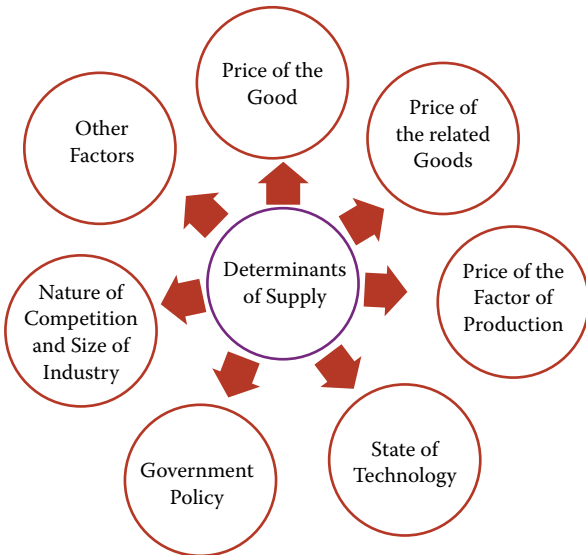 Price of the
Good
Price of
the related
Goods
Price of the
Factor of
Production
State of
Technology
Government
Policy
Nature of
Competition
and Size of
Industry
Other
Factors
Determinants
of Supply